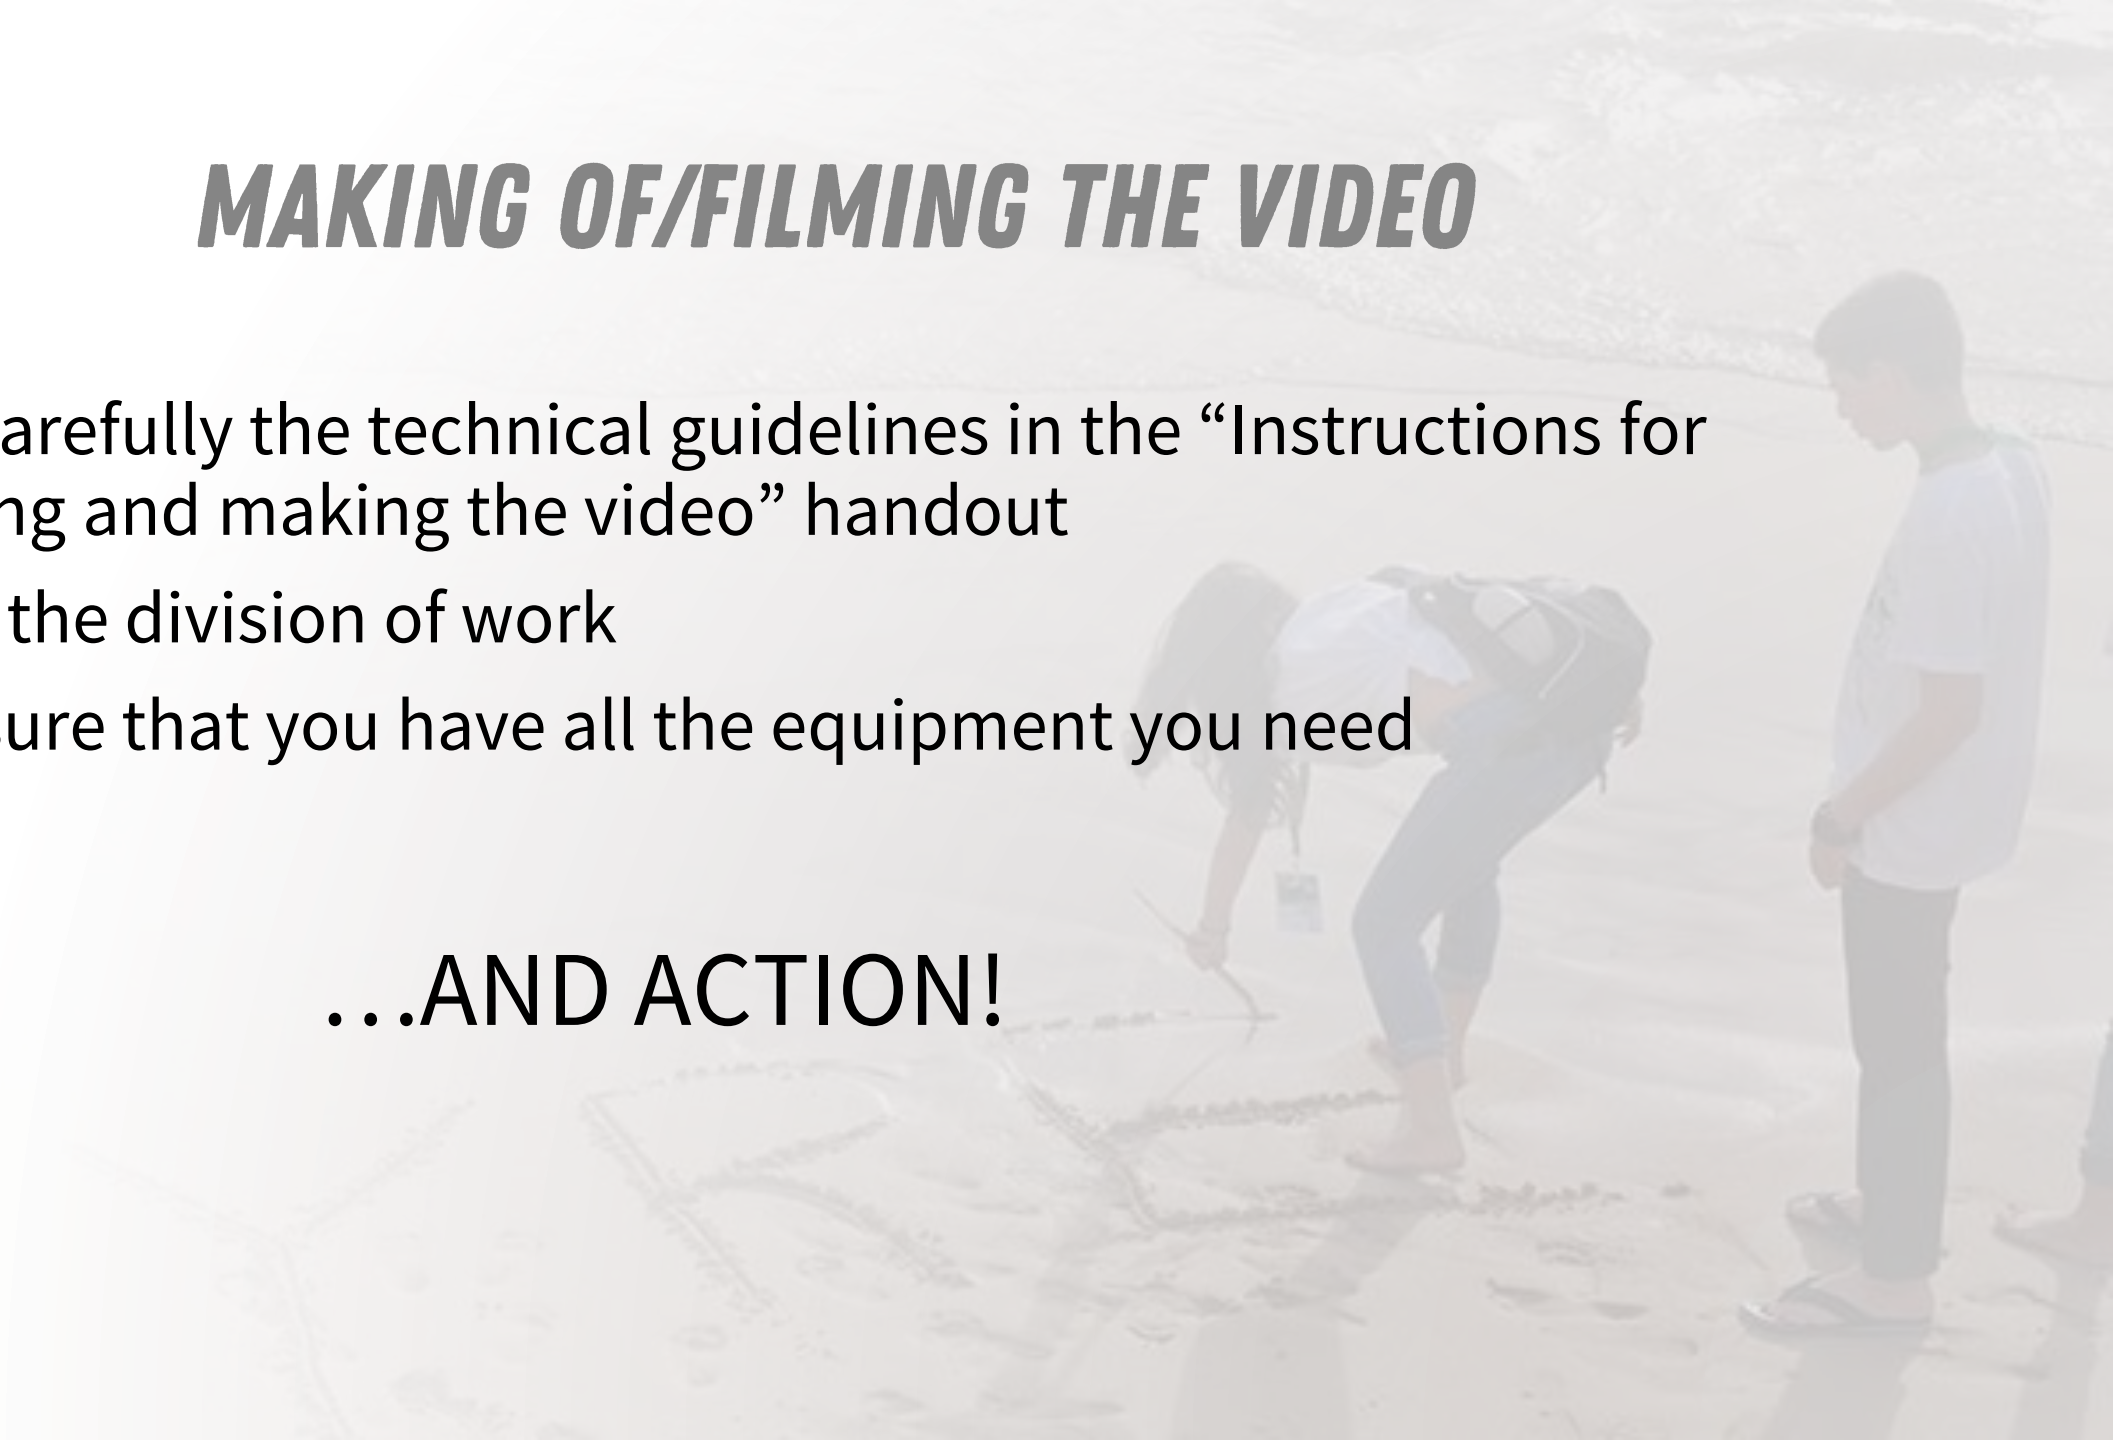 MAKING OF/FILMING THE VIDEO
arefully the technical guidelines in the “Instructions for
ng and making the video” handout
the division of work
ure that you have all the equipment you need
…AND ACTION!